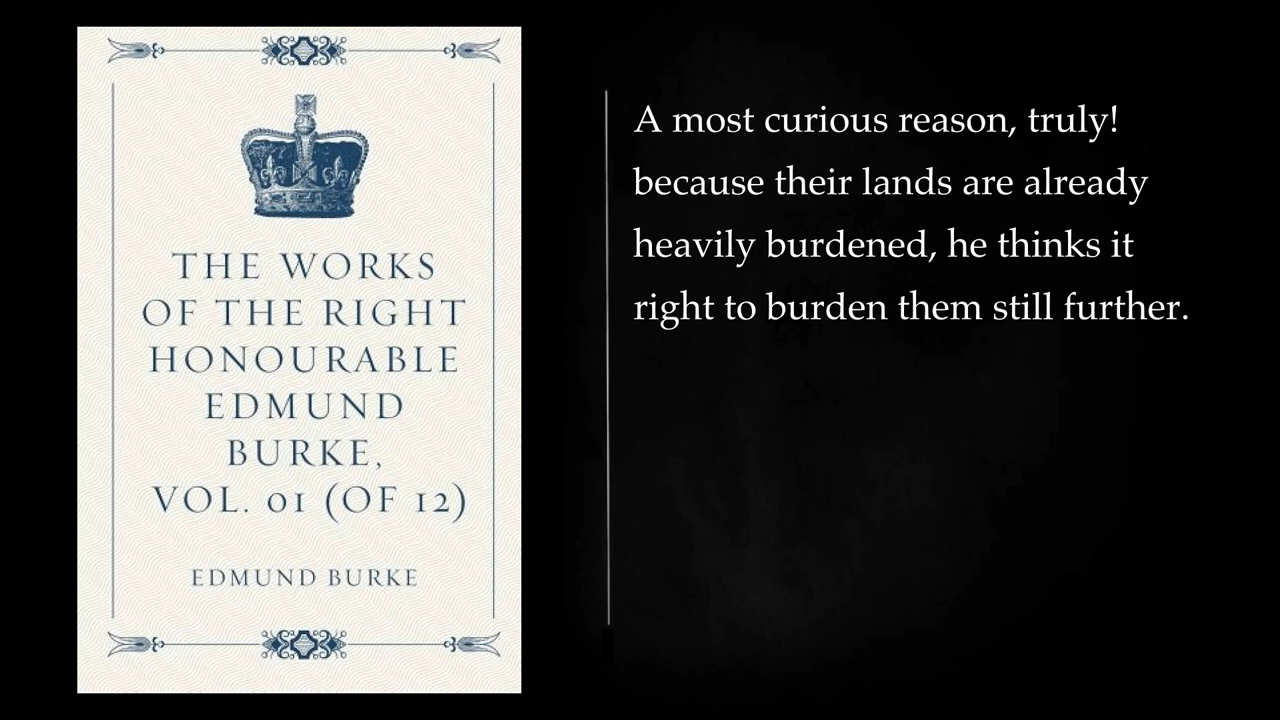 THE WORKS
OF THE RIGHT
HONOURABLE
EDMUND
BURKE,
VOL. 01 (OF 12)
EDMUND BURKE
A most curious reason, truly!
because their lands are already
heavily burdened, he thinks it
right to burden them still further.